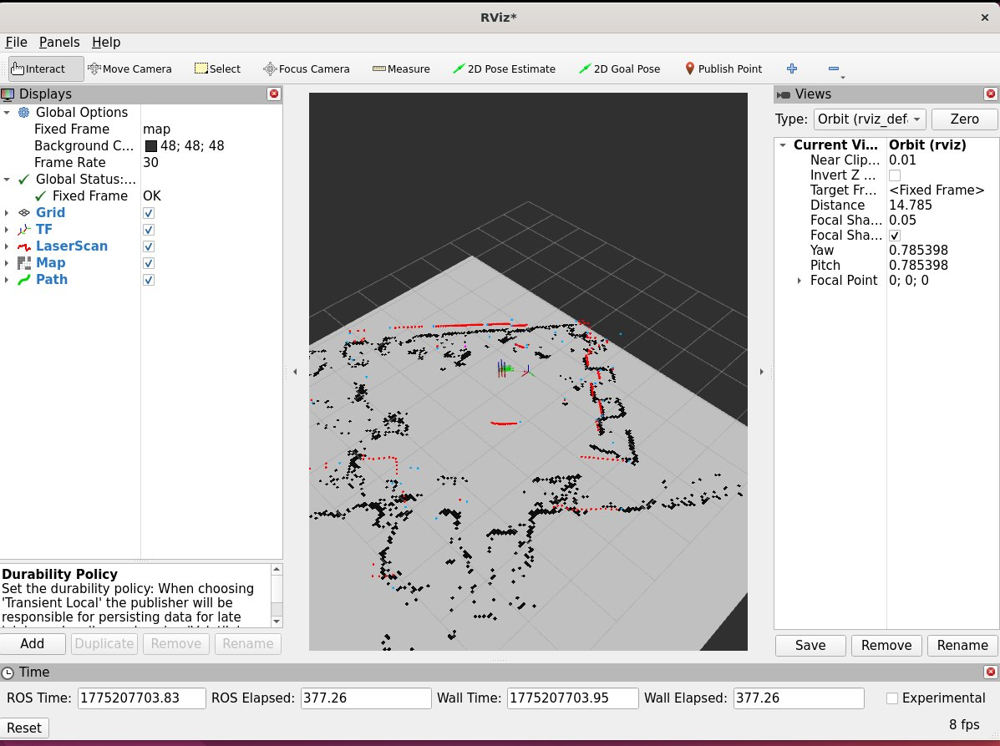 RViz*
File Panels Help
Interact Move Camera Select Focus Camera Measure 2D Pose Estimate 2D Goal Pose Publish Point
Displays
Global Options
Fixed Frame map
Background C... 48; 48; 48
Frame Rate 30
Global Status:...
Fixed Frame OK
Grid
TF
LaserScan
Map
Path
Durability Policy
Set the durability policy: When choosing
'Transient Local' the publisher will be
responsible for persisting data for late
Add Duplicate Remove Rename
Views
Type: Orbit (rviz_defa Zero
Current Vi... Orbit (rviz)
Near Clip... 0.01
Invert Z ...
Target Fr... <Fixed Frame>
Distance 14.785
Focal Sha... 0.05
Focal Sha...
Yaw 0.785398
Pitch 0.785398
Focal Point 0; 0; 0
Save Remove Rename
Time
ROS Time: 1775207703.83 ROS Elapsed: 377.26 Wall Time: 1775207703.95 Wall Elapsed: 377.26 Experimental
Reset 8 fps